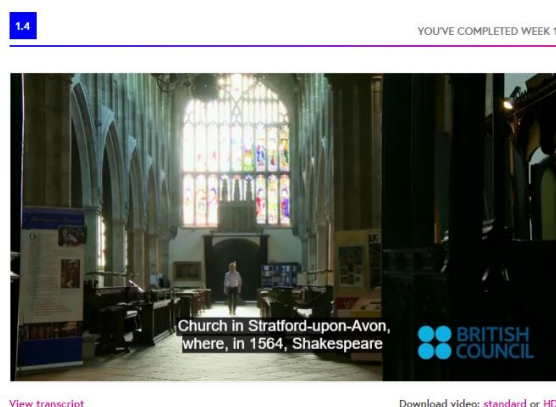 1.4
YOU'VE COMPLETED WEEK 1
Church in Stratford-upon-Avon,
where, in 1564, Shakespeare
BRITISH
COUNCIL
View transcript
Download video: standard or HD